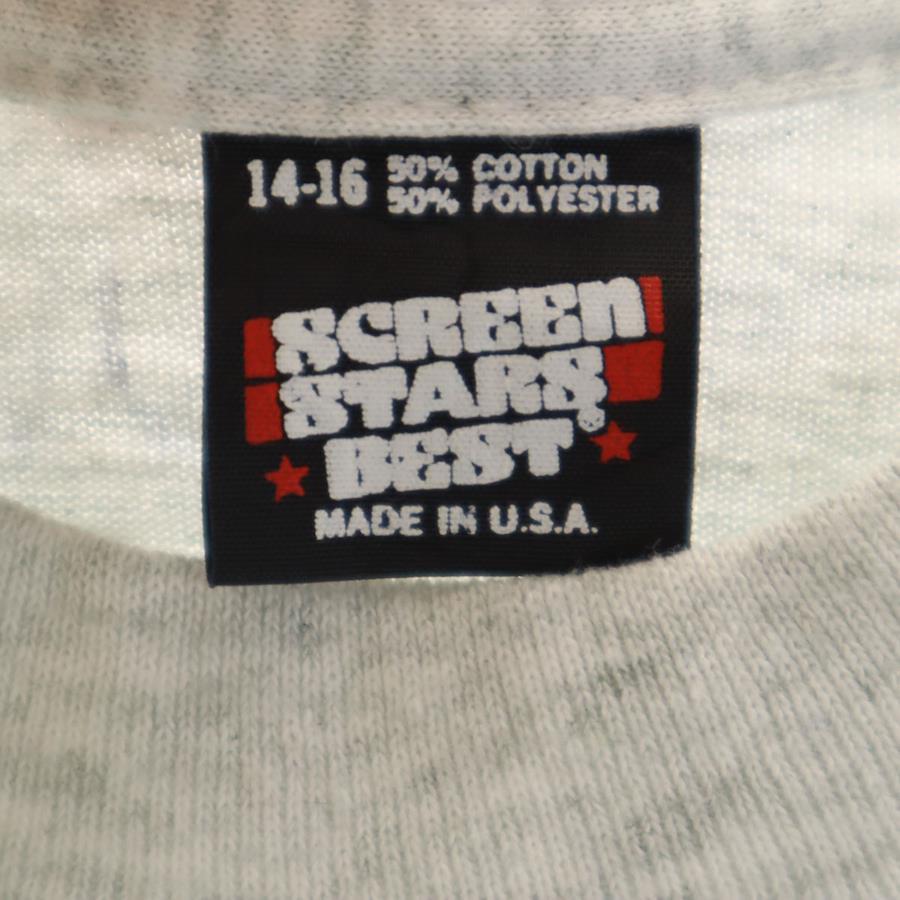 14-16 50% COTTON
50% POLYESTER
SCREEN
STARS
BEST®
MADE IN U.S.A.